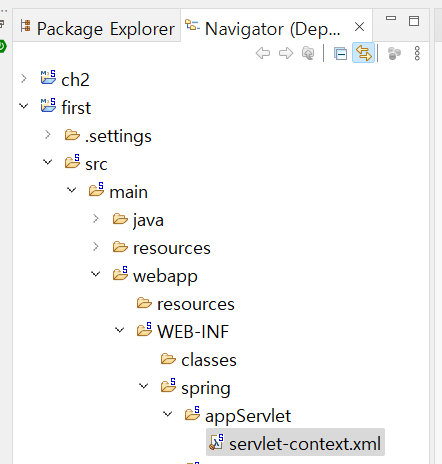 Package Explorer Navigator (Dep...
ch2
first
.settings
src
main
java
resources
webapp
resources
WEB-INF
classes
spring
appServlet
servlet-context.xml